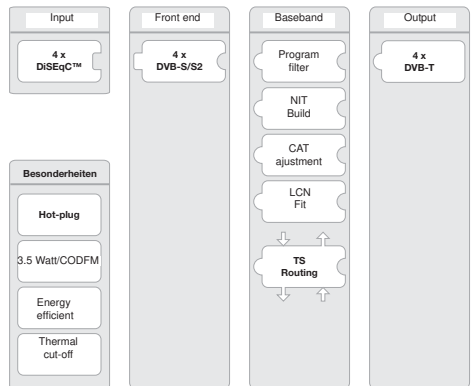 Input
4 x
DiSEqC™
Front end
4 x
DVB-S/S2
Baseband
Program
filter
NIT
Build
CAT
ajustment
LCN
Fit
TS
Routing
Output
4 x
DVB-T
Besonderheiten
Hot-plug
3.5 Watt/CODFM
Energy
efficient
Thermal
cut-off